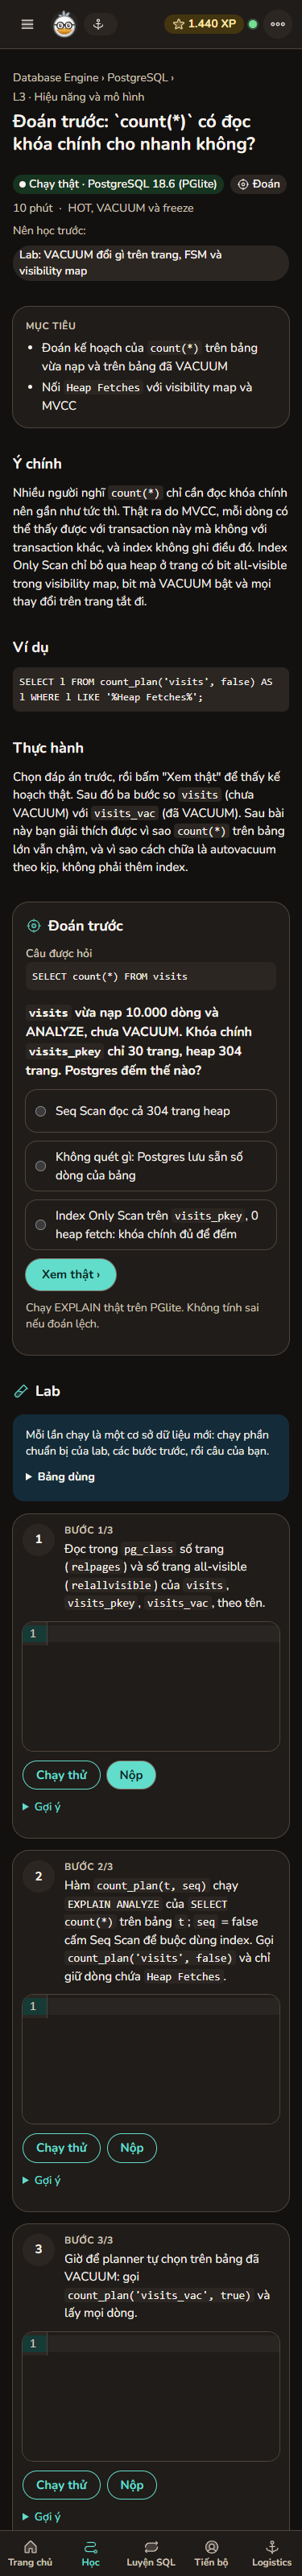 1.440 XP
Database Engine › PostgreSQL ›
L3 · Hiệu năng và mô hình
Đoán trước: `count(*)` có đọc
khóa chính cho nhanh không?
Chạy thật · PostgreSQL 18.6 (PGlite)
Đoán
10 phút · HOT, VACUUM và freeze
Nên học trước:
Lab: VACUUM đổi gì trên trang, FSM và
visibility map
MỤC TIÊU
• Đoán kế hoạch của count(*) trên bảng
vừa nạp và trên bảng đã VACUUM
• Nối Heap Fetches với visibility map và
MVCC
Ý chính
Nhiều người nghĩ count(*) chỉ cần đọc khóa chính
nên gần như tức thì. Thật ra do MVCC, mỗi dòng có
thể thấy được với transaction này mà không với
transaction khác, và index không ghi điều đó. Index
Only Scan chỉ bỏ qua heap ở trang có bit all-visible
trong visibility map, bit mà VACUUM bật và mọi
thay đổi trên trang tắt đi.
Ví dụ
SELECT l FROM count_plan('visits', false) AS
l WHERE l LIKE '%Heap Fetches%';
Thực hành
Chọn đáp án trước, rồi bấm "Xem thật" để thấy kế
hoạch thật. Sau đó ba bước so visits (chưa
VACUUM) với visits_vac (đã VACUUM). Sau bài
này bạn giải thích được vì sao count(*) trên bảng
lớn vẫn chậm, và vì sao cách chữa là autovacuum
theo kịp, không phải thêm index.
Đoán trước
Câu được hỏi
SELECT count(*) FROM visits
visits vừa nạp 10.000 dòng và
ANALYZE, chưa VACUUM. Khóa chính
visits_pkey chỉ 30 trang, heap 304
trang. Postgres đếm thế nào?
Seq Scan đọc cả 304 trang heap
Không quét gì: Postgres lưu sẵn số
dòng của bảng
Index Only Scan trên visits_pkey, 0
heap fetch: khóa chính đủ để đếm
Xem thật ›
Chạy EXPLAIN thật trên PGlite. Không tính sai
nếu đoán lệch.
Lab
Mỗi lần chạy là một cơ sở dữ liệu mới: chạy phần
chuẩn bị của lab, các bước trước, rồi câu của bạn.
▶ Bảng dùng
1
BƯỚC 1/3
Đọc trong pg_class số trang
(relpages) và số trang all-visible
(relallvisible) của visits,
visits_pkey, visits_vac, theo tên.
1
Chạy thử
Nộp
▶ Gợi ý
2
BƯỚC 2/3
Hàm count_plan(t, seq) chạy
EXPLAIN ANALYZE của SELECT
count(*) trên bảng t; seq = false
cấm Seq Scan để buộc dùng index. Gọi
count_plan('visits', false) và chỉ
giữ dòng chứa Heap Fetches.
1
Chạy thử
Nộp
▶ Gợi ý
3
BƯỚC 3/3
Giờ để planner tự chọn trên bảng đã
VACUUM: gọi
count_plan('visits_vac', true) và
lấy mọi dòng.
1
Chạy thử
Nộp
▶ Gợi ý
Trang chủ
Học
Luyện SQL
Tiến bộ
Logistics